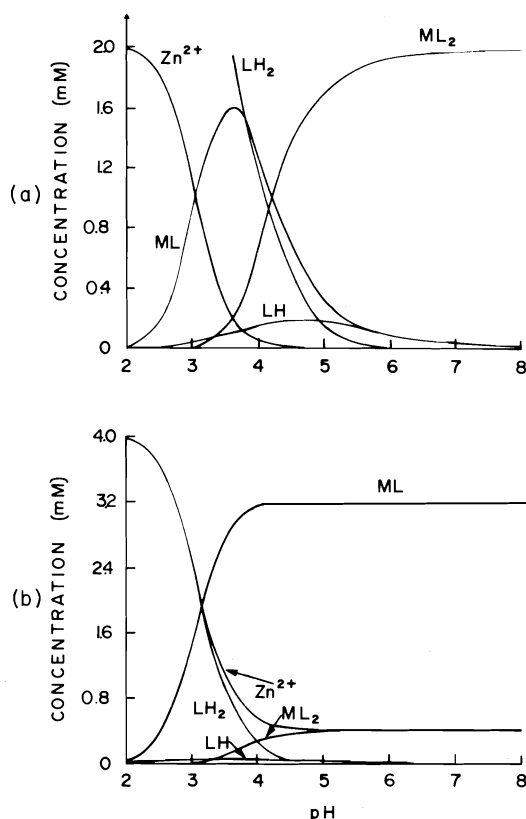 (a)
CONCENTRATION (mM)
2.0
1.6
1.2
0.8
0.4
0
Zn²⁺
LH₂
ML₂
ML
LH
2 3 4 5 6 7 8
(b)
CONCENTRATION (mM)
4.0
3.2
2.4
1.6
0.8
0
ML
Zn²⁺
LH₂
ML₂
LH
2 3 4 5 6 7 8
pH